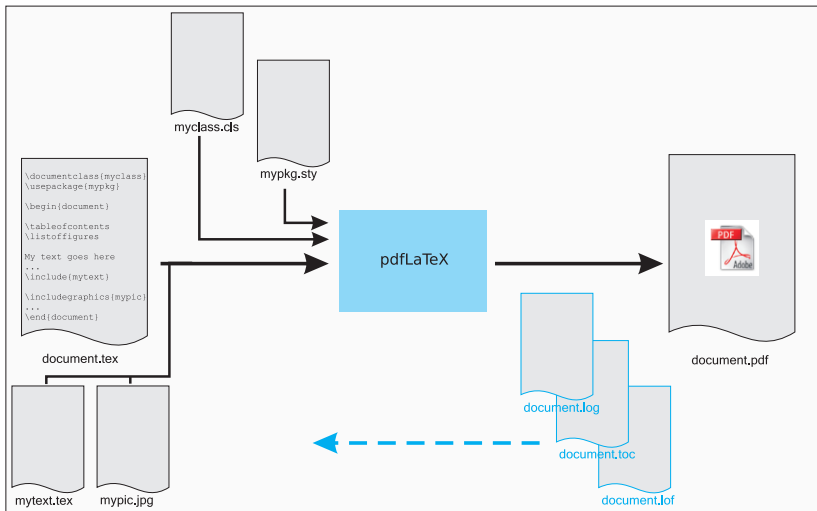 myclass.cls
mypkg.sty
\documentclass{myclass}
\usepackage{mypkg}
\begin{document}
\tableofcontents
\listoffigures
My text goes here
...
\include{mytext}
\includegraphics{mypic}
...
\end{document}
document.tex
pdfLaTeX
PDF
Adobe
document.pdf
document.log
document.toc
document.lof
mytext.tex
mypic.jpg